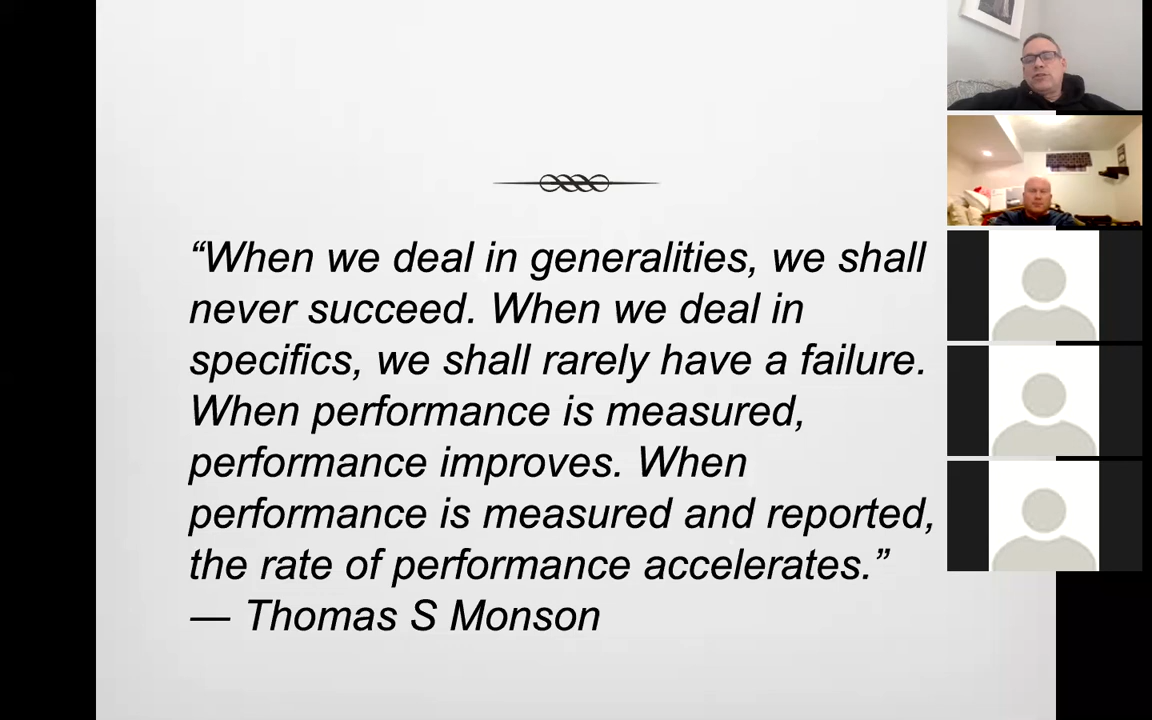 “When we deal in generalities, we shall
never succeed. When we deal in
specifics, we shall rarely have a failure.
When performance is measured,
performance improves. When
performance is measured and reported,
the rate of performance accelerates.”
— Thomas S Monson